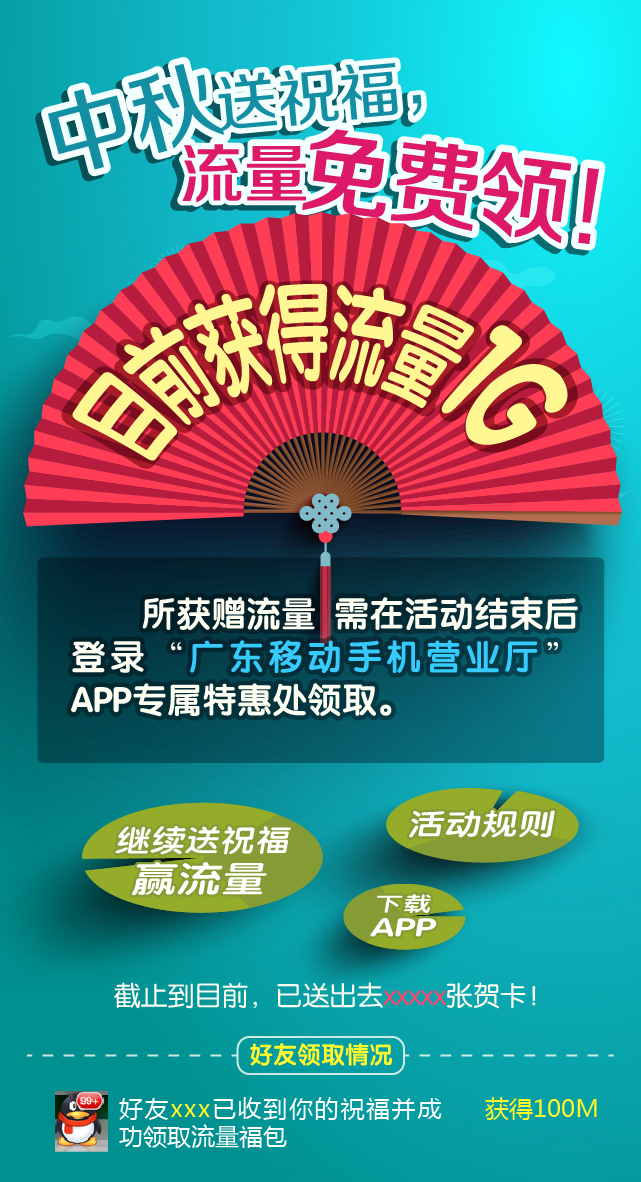 中秋送祝福，
流量免费领！
目前获得流量1G
所获赠流量 需在活动结束后
登录“广东移动手机营业厅”
APP专属特惠处领取。
继续送祝福
赢流量
活动规则
下载
APP
截止到目前，已送出去xxxxx张贺卡！
好友领取情况
99+
好友xxx已收到你的祝福并成 获得100M
功领取流量福包